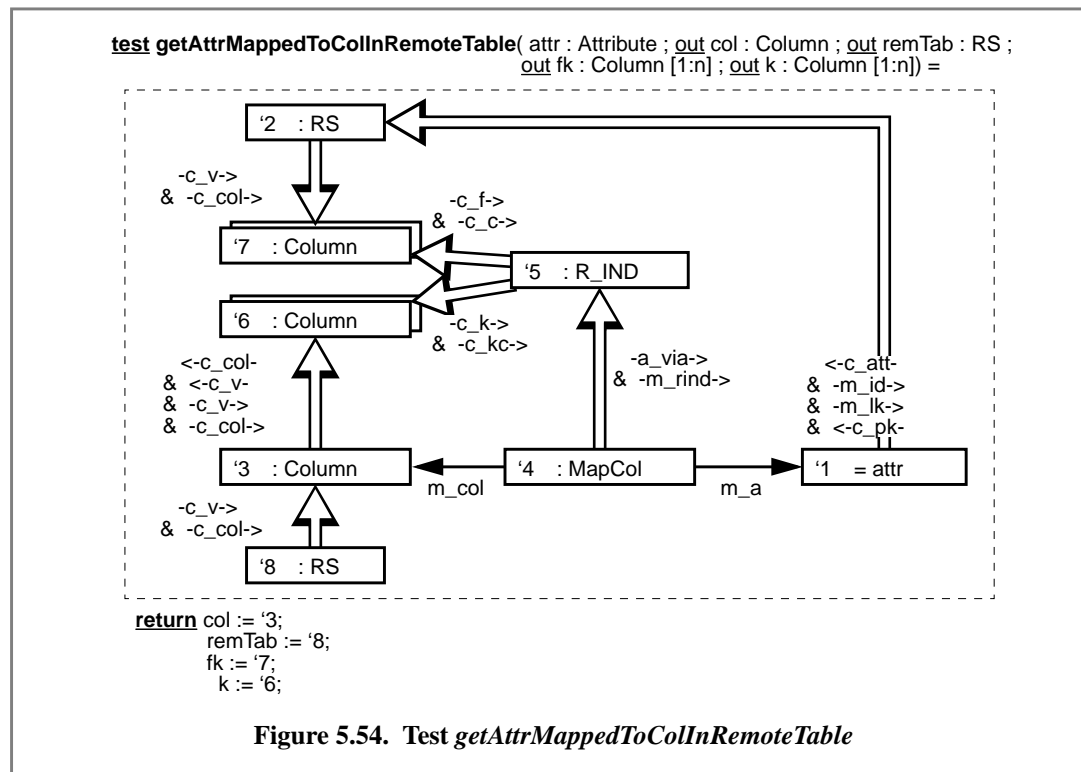 test getAttrMappedToColInRemoteTable( attr : Attribute ; out col : Column ; out remTab : RS ;
out fk : Column [1:n] ; out k : Column [1:n]) =
‘2 : RS
-c_v->
& -c_col->
-c_f->
& -c_c->
‘7 : Column
‘5 : R_IND
‘6 : Column
-c_k->
& -c_kc->
<-c_col-
& <-c_v-
& -c_v->
& -c_col->
-a_via->
& -m_rind->
<-c_att-
& -m_id->
& -m_lk->
& <-c_pk-
‘3 : Column
‘4 : MapCol
‘1 = attr
m_col
m_a
-c_v->
& -c_col->
‘8 : RS
return col := ‘3;
remTab := ‘8;
fk := ‘7;
k := ‘6;
Figure 5.54. Test getAttrMappedToColInRemoteTable